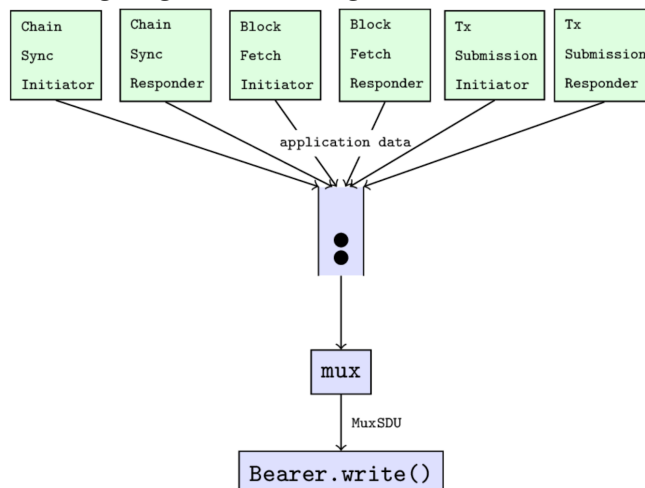 Chain
Sync
Initiator
Chain
Sync
Responder
Block
Fetch
Initiator
Block
Fetch
Responder
Tx
Submission
Initiator
Tx
Submission
Responder
application data
mux
MuxSDU
Bearer.write()